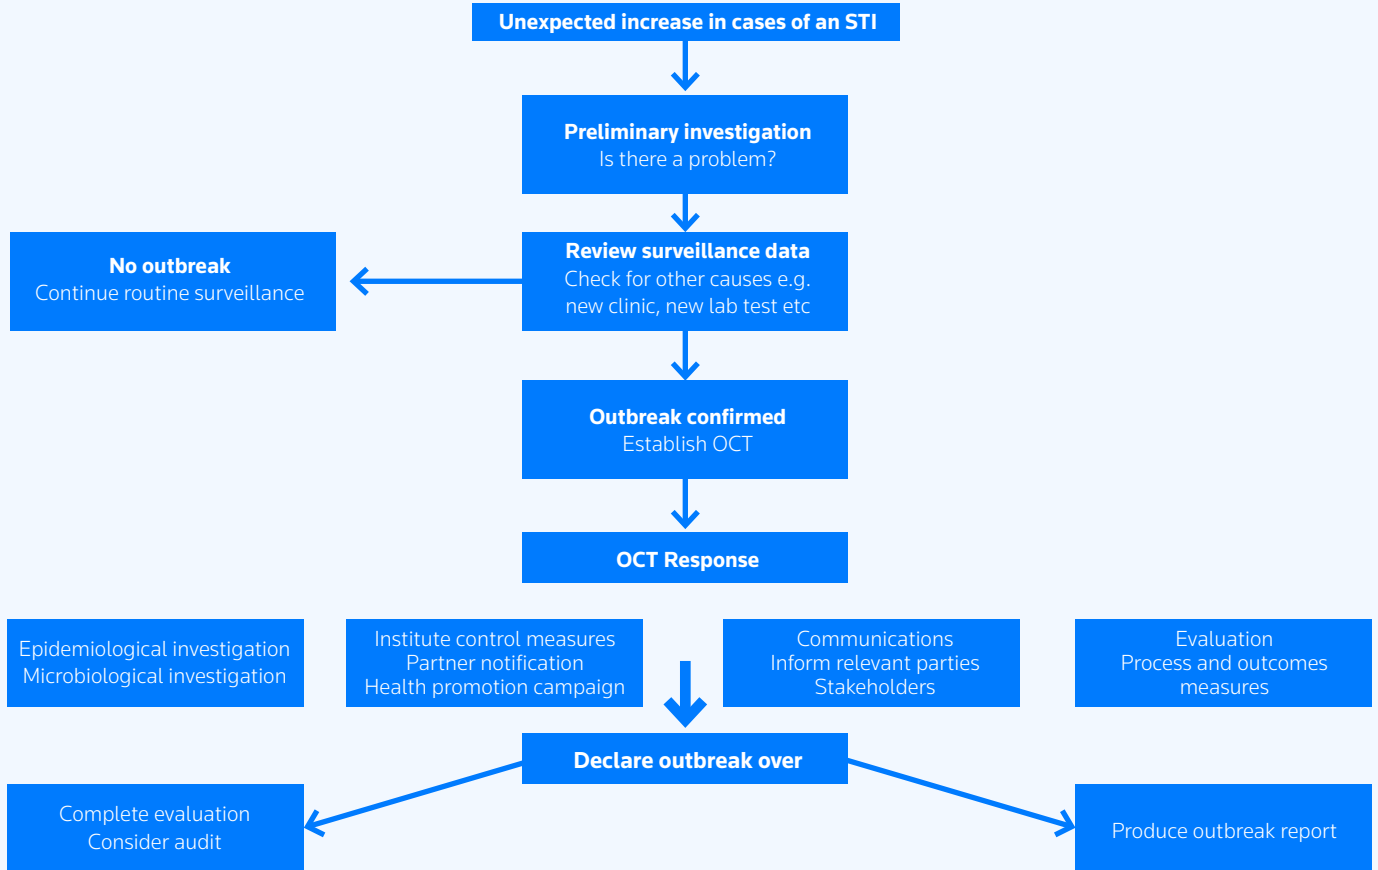 Unexpected increase in cases of an STI
Preliminary investigation
Is there a problem?
No outbreak
Continue routine surveillance
Review surveillance data
Check for other causes e.g.
new clinic, new lab test etc
Outbreak confirmed
Establish OCT
OCT Response
Epidemiological investigation
Microbiological investigation
Institute control measures
Partner notification
Health promotion campaign
Communications
Inform relevant parties
Stakeholders
Evaluation
Process and outcomes
measures
Declare outbreak over
Complete evaluation
Consider audit
Produce outbreak report